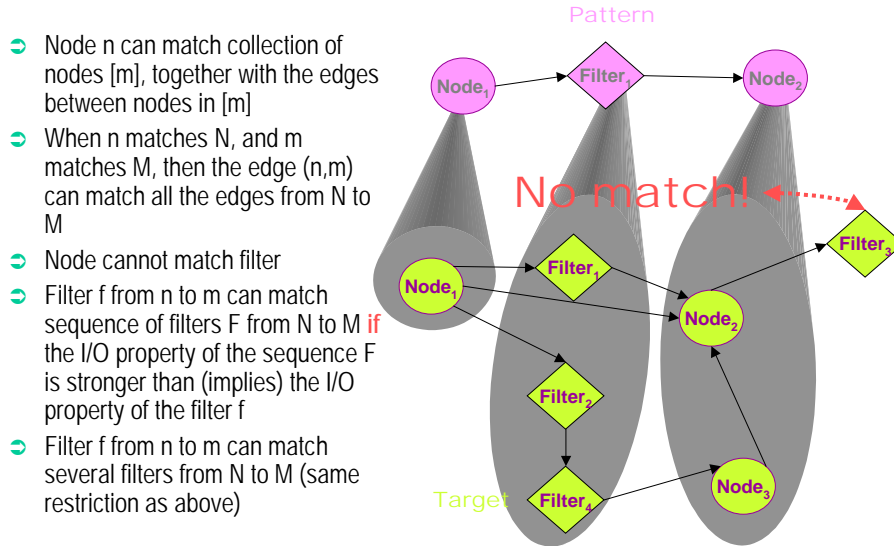 Pattern
Node n can match collection of
nodes [m], together with the edges
between nodes in [m]
When n matches N, and m
matches M, then the edge (n,m)
can match all the edges from N to
M
Node cannot match filter
Filter f from n to m can match
sequence of filters F from N to M if
the I/O property of the sequence F
is stronger than (implies) the I/O
property of the filter f
Filter f from n to m can match
several filters from N to M (same
restriction as above)
Node1
Filter1
Node2
No match!
Filter3
Filter1
Node1
Node2
Filter2
Node3
Target
Filter4